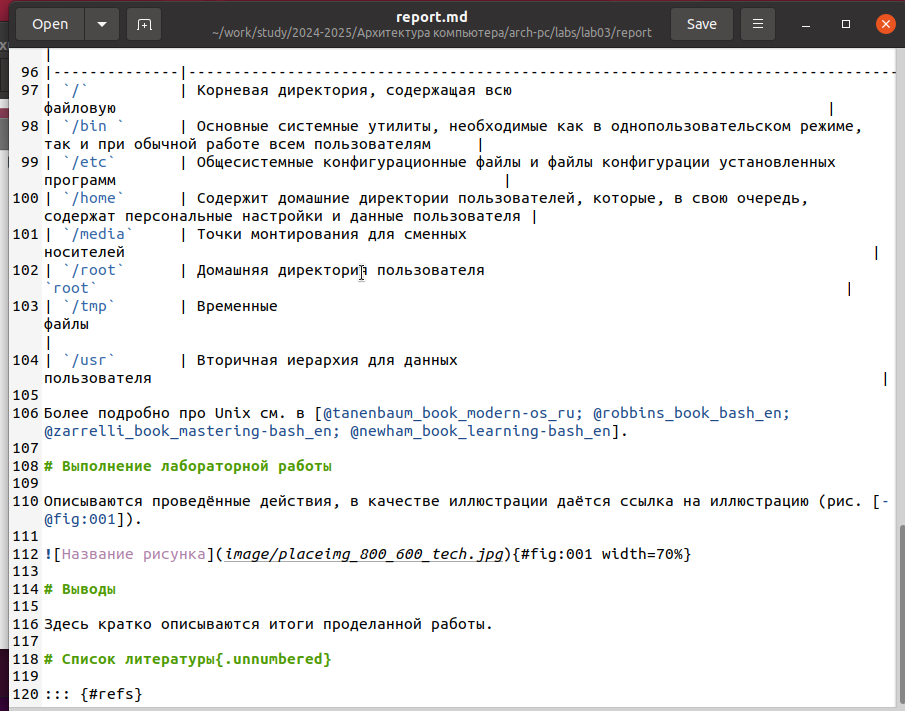 Open
report.md
~/work/study/2024-2025/Архитектура компьютера/arch-pc/labs/lab03/report
Save
|
96 |--------------|-------------------------------------------------------------------------------
97 | `/` | Корневая директория, содержащая всю
файловую |
98 | `/bin ` | Основные системные утилиты, необходимые как в однопользовательском режиме,
так и при обычной работе всем пользователям |
99 | `/etc` | Общесистемные конфигурационные файлы и файлы конфигурации установленных
программ |
100 | `/home` | Содержит домашние директории пользователей, которые, в свою очередь,
содержат персональные настройки и данные пользователя |
101 | `/media` | Точки монтирования для сменных
носителей |
102 | `/root` | Домашняя директория пользователя
`root` |
103 | `/tmp` | Временные
файлы
|
104 | `/usr` | Вторичная иерархия для данных
пользователя |
105
106 Более подробно про Unix см. в [@tanenbaum_book_modern-os_ru; @robbins_book_bash_en;
@zarrelli_book_mastering-bash_en; @newham_book_learning-bash_en].
107
108 # Выполнение лабораторной работы
109
110 Описываются проведённые действия, в качестве иллюстрации даётся ссылка на иллюстрацию (рис. [-
@fig:001]).
111
112 ![Название рисунка](image/placeimg_800_600_tech.jpg){#fig:001 width=70%}
113
114 # Выводы
115
116 Здесь кратко описываются итоги проделанной работы.
117
118 # Список литературы{.unnumbered}
119
120 ::: {#refs}